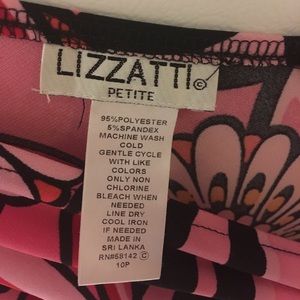 LIZZATTI©
PETITE
95%POLYESTER
5%SPANDEX
MACHINE WASH
COLD
GENTLE CYCLE
WITH LIKE
COLORS
ONLY NON
CHLORINE
BLEACH WHEN
NEEDED
LINE DRY
COOL IRON
IF NEEDED
MADE IN
SRI LANKA
RN#58142 ©
10P